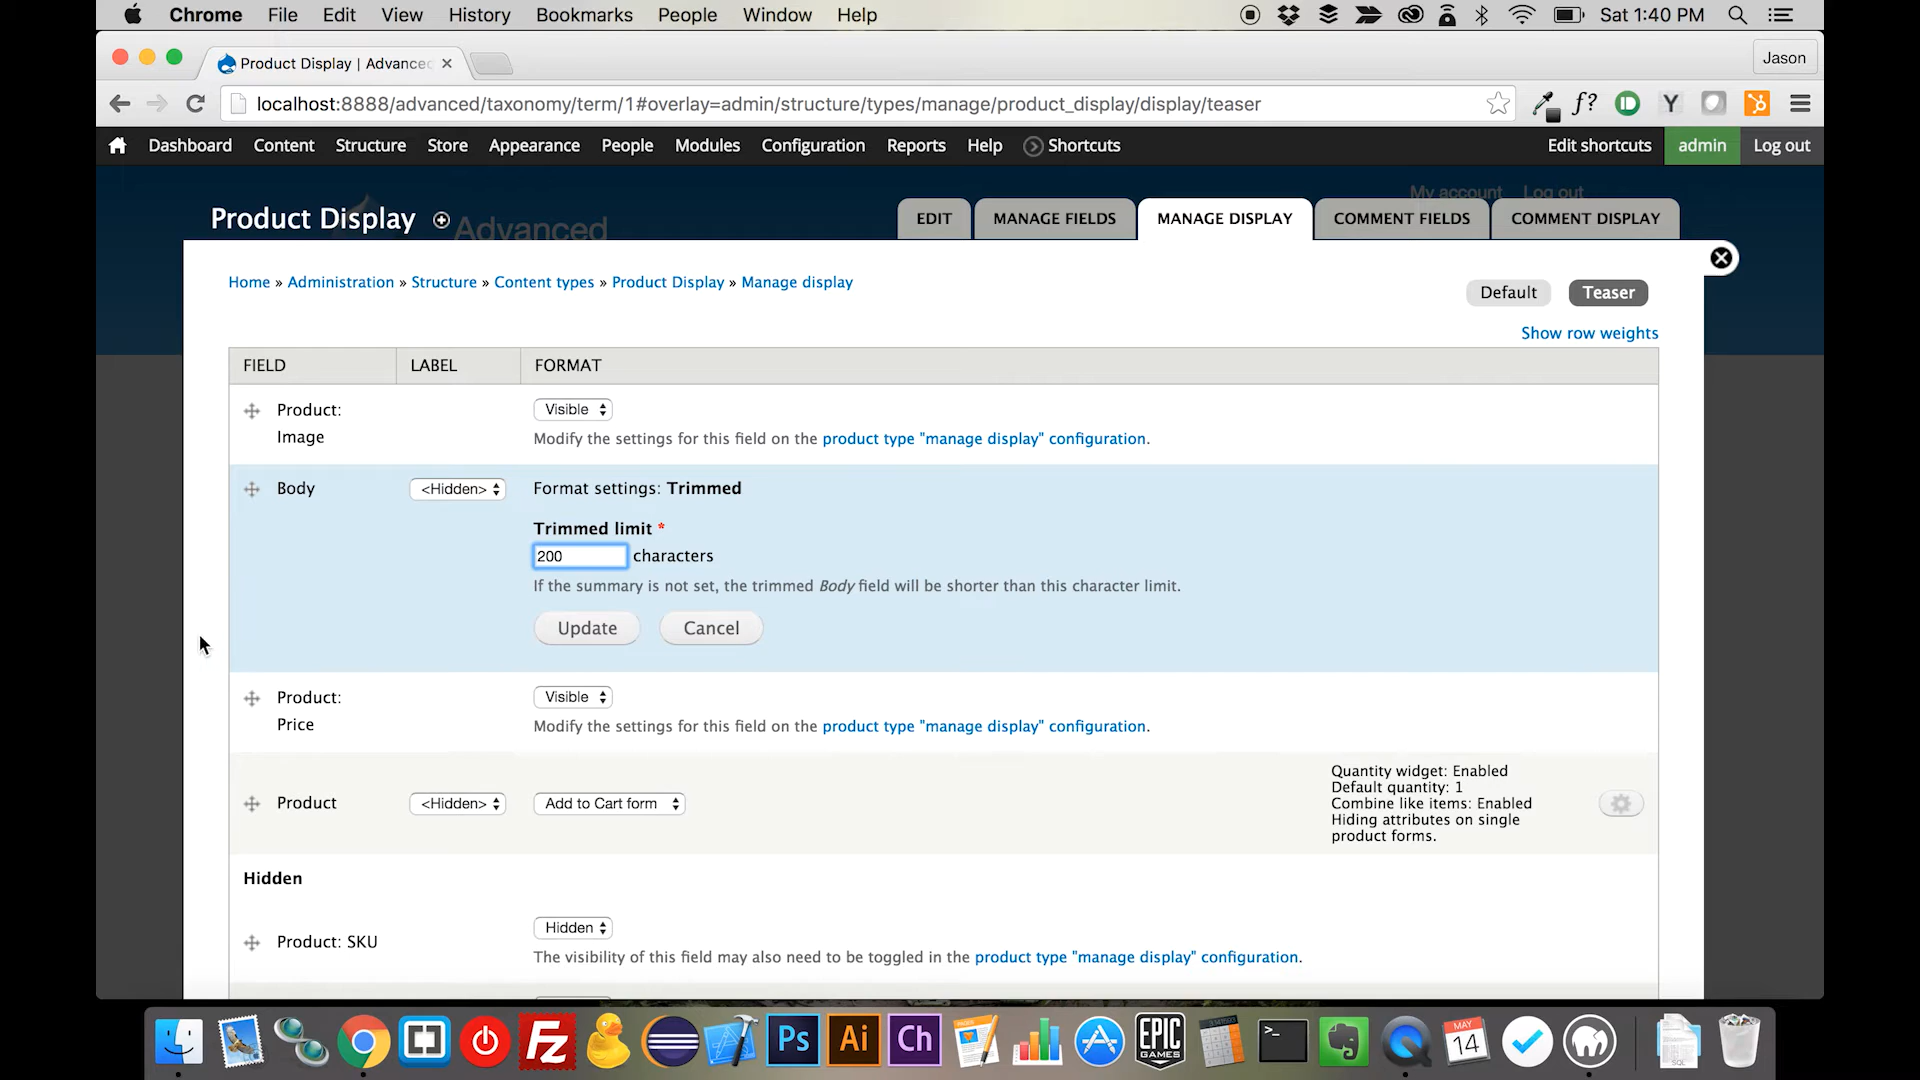 Chrome File Edit View History Bookmarks People Window Help Sat 1:40 PM
Product Display | Advance Jason
localhost:8888/advanced/taxonomy/term/1#overlay=admin/structure/types/manage/product_display/display/teaser f? Y
Dashboard Content Structure Store Appearance People Modules Configuration Reports Help Shortcuts Edit shortcuts admin Log out
My account Log out
Product Display Advanced EDIT MANAGE FIELDS MANAGE DISPLAY COMMENT FIELDS COMMENT DISPLAY
Home » Administration » Structure » Content types » Product Display » Manage display
Default Teaser
Show row weights
FIELD LABEL FORMAT
Product: Visible
Image
Modify the settings for this field on the product type "manage display" configuration.
Body <Hidden> Format settings: Trimmed
Trimmed limit *
200 characters
If the summary is not set, the trimmed Body field will be shorter than this character limit.
Update Cancel
Product: Visible
Price
Modify the settings for this field on the product type "manage display" configuration.
Quantity widget: Enabled
Default quantity: 1
Product <Hidden> Add to Cart form Combine like items: Enabled
Hiding attributes on single
product forms.
Hidden
Hidden
Product: SKU
The visibility of this field may also need to be toggled in the product type "manage display" configuration.
Fz Ps Ai Ch EPIC GAMES >_ MAY 14 SQL